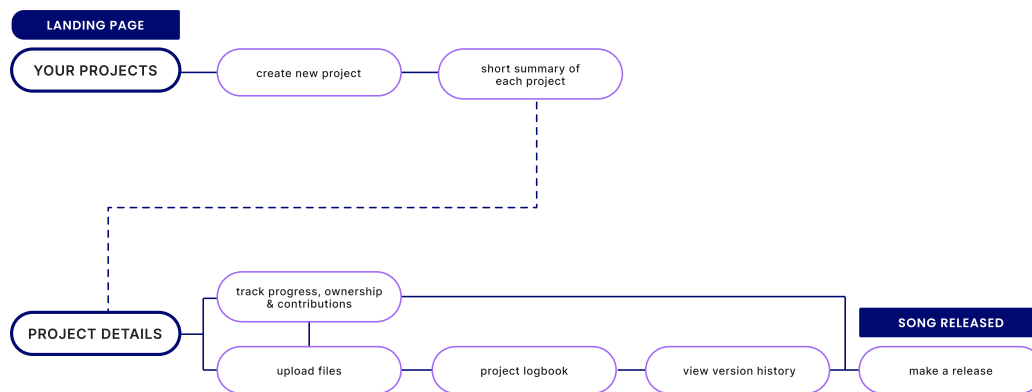 LANDING PAGE
YOUR PROJECTS
create new project
short summary of
each project
track progress, ownership
& contributions
PROJECT DETAILS
SONG RELEASED
upload files
project logbook
view version history
make a release